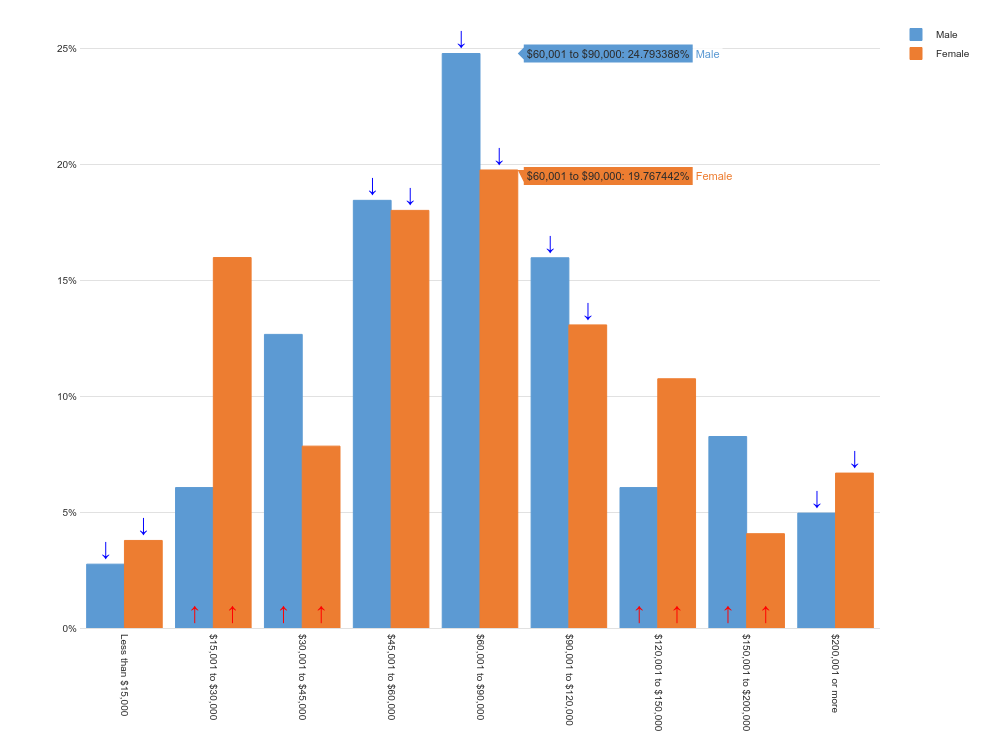 Male
Female
25%
$60,001 to $90,000: 24.793388% Male
20%
$60,001 to $90,000: 19.767442% Female
15%
10%
5%
0%
Less than $15,000
$15,001 to $30,000
$30,001 to $45,000
$45,001 to $60,000
$60,001 to $90,000
$90,001 to $120,000
$120,001 to $150,000
$150,001 to $200,000
$200,001 or more